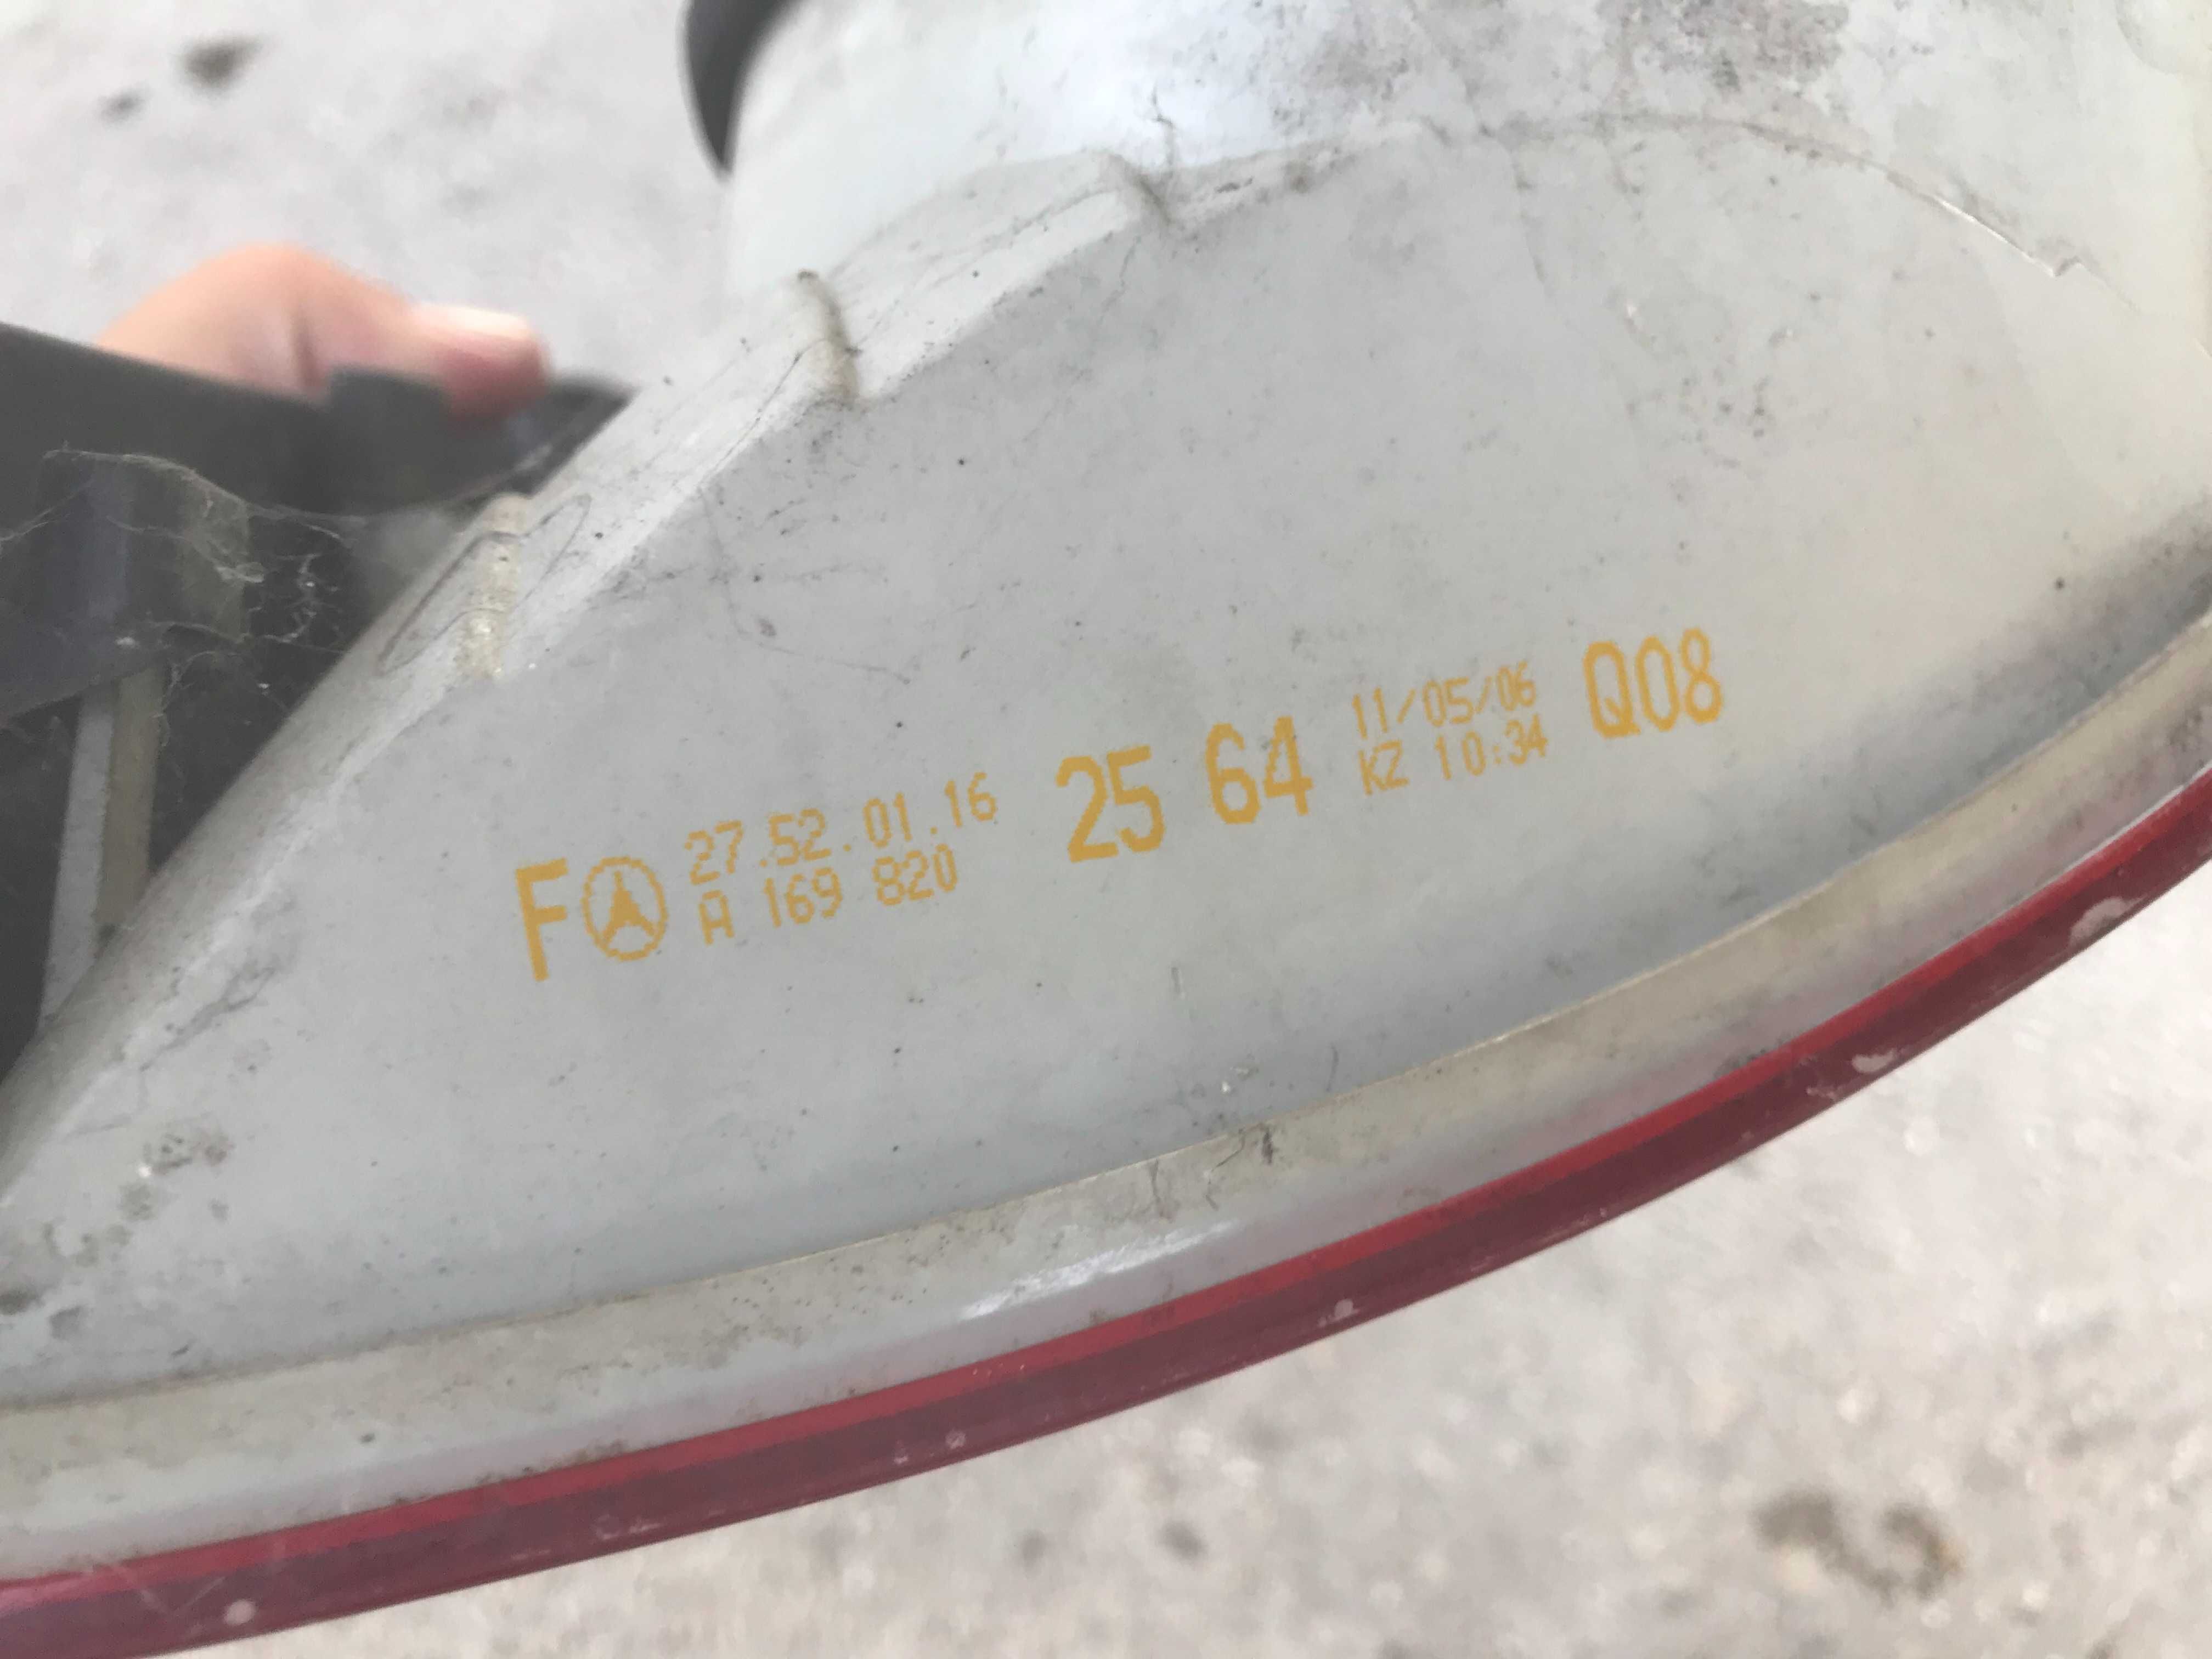 F 27.52.01.16 25 64 11/05/06 Q08
A 169 820 KZ 10:34